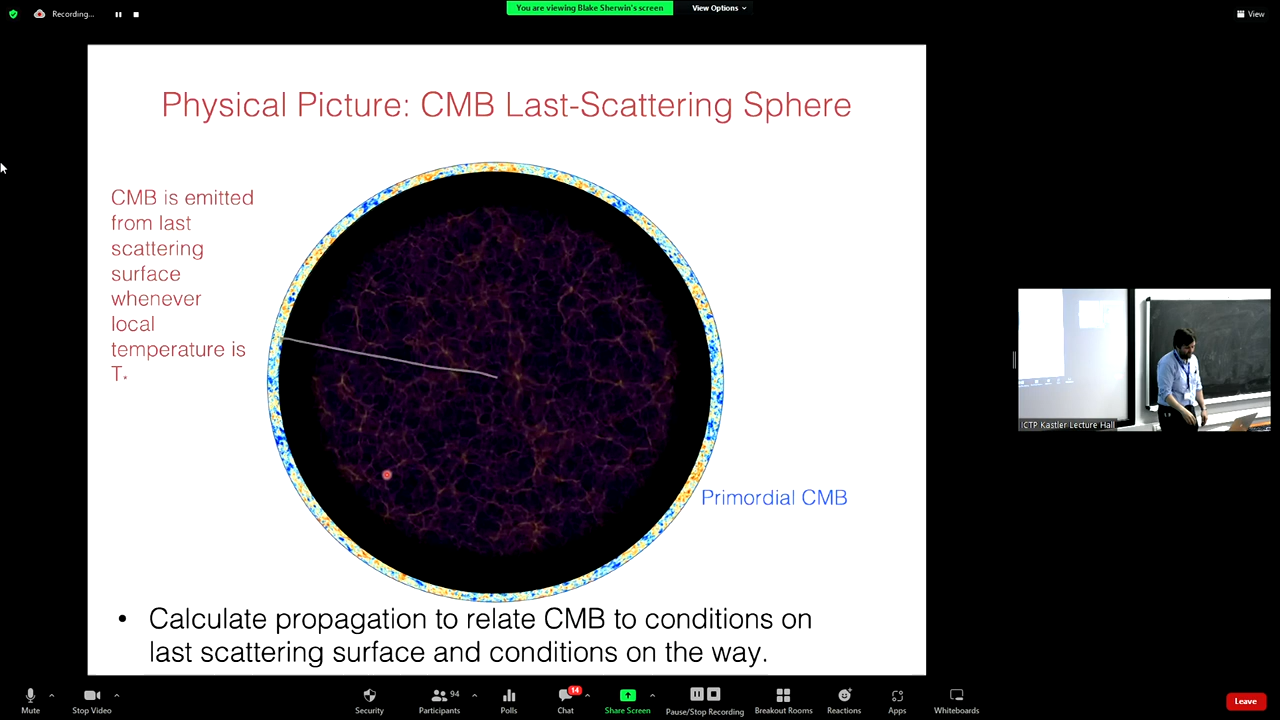 Recording...
You are viewing Blake Sherwin's screen
View Options
View
Physical Picture: CMB Last-Scattering Sphere
CMB is emitted
from last
scattering
surface
whenever
local
temperature is
T*
Primordial CMB
• Calculate propagation to relate CMB to conditions on
last scattering surface and conditions on the way.
ICTP Kastler Lecture Hall
Mute
Stop Video
Security
94
Participants
Polls
14
Chat
Share Screen
Pause/Stop Recording
Breakout Rooms
Reactions
Apps
Whiteboards
Leave